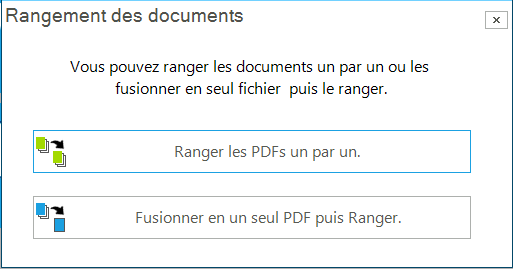 Rangement des documents
Vous pouvez ranger les documents un par un ou les
fusionner en seul fichier  puis le ranger.
Ranger les PDFs un par un.
Fusionner en un seul PDF puis Ranger.